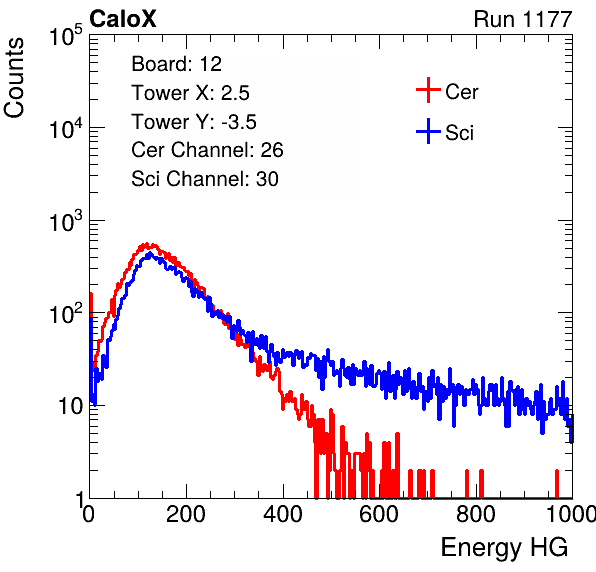 CaloX Run 1177
Counts
10^5
10^4
10^3
10^2
10
1
Board: 12
Tower X: 2.5
Tower Y: -3.5
Cer Channel: 26
Sci Channel: 30
Cer
Sci
0 200 400 600 800 1000
Energy HG